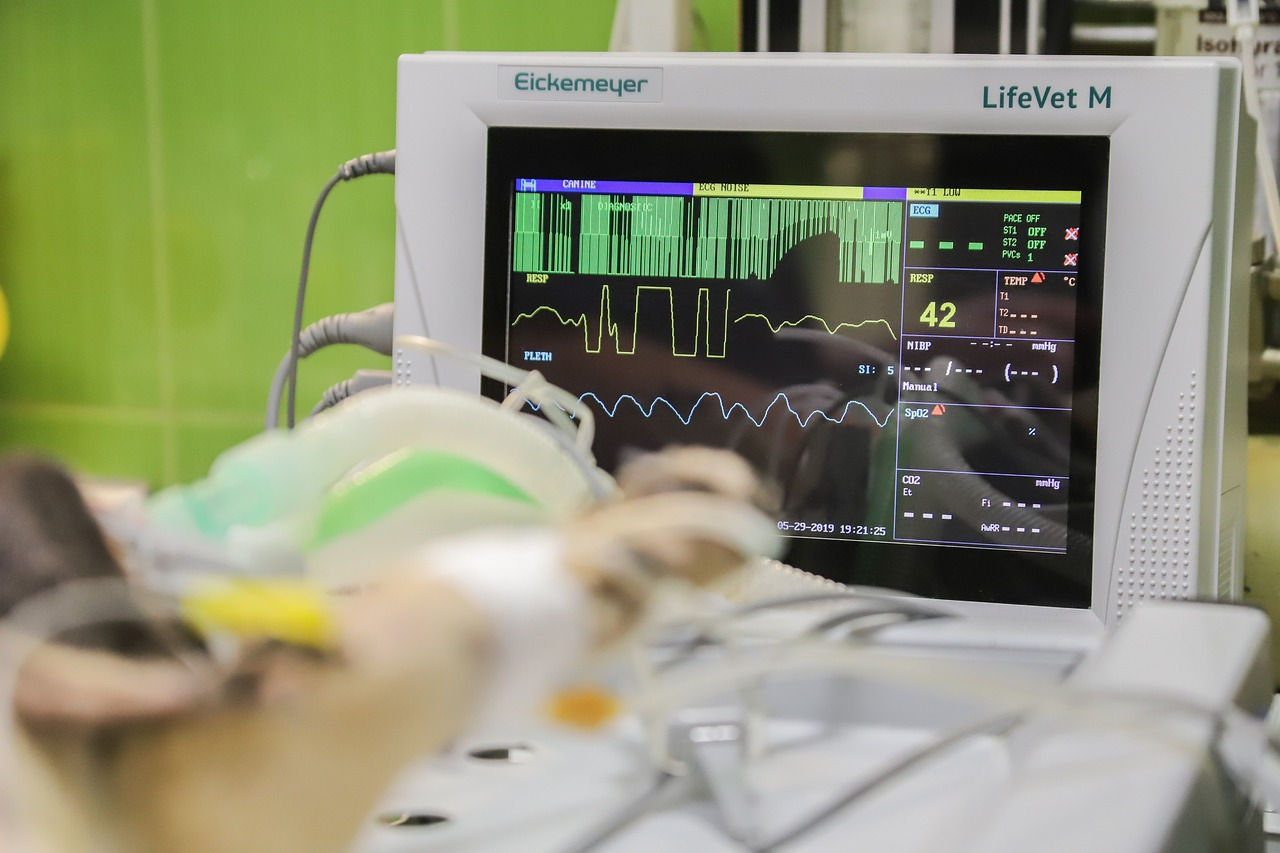 Eickemeyer
LifeVet M
CANINE
ECG NOISE
**T1 LOW
X1
DIAGNOSTIC
1mV
ECG
PACE OFF
ST1 OFF
ST2 OFF
PVCs 1
RESP
RESP
42
TEMP °C
T1
T2 ---
TD ---
PLETH
SI: 5
NIBP --:-- mmHg
--- /--- (--- )
Manual
SpO2
%
CO2 mmHg
Et
Fi ---
---
AwRR ---
05-29-2019 19:21:25